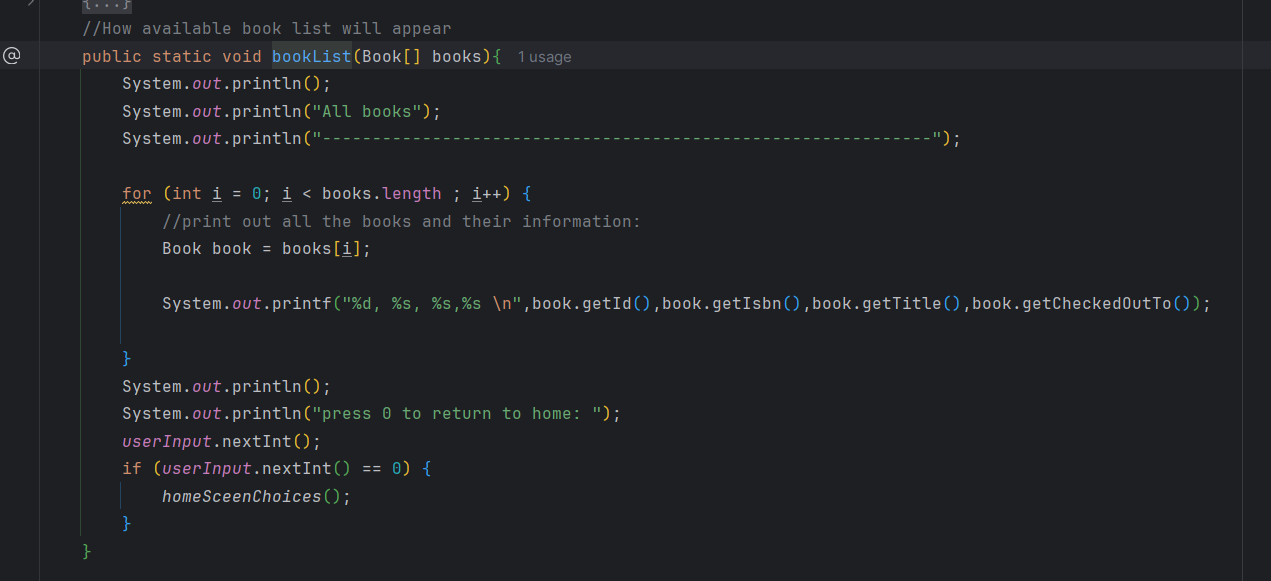 {...}
//How available book list will appear
public static void bookList(Book[] books){ 1 usage
System.out.println();
System.out.println("All books");
System.out.println("-------------------------------------------------------------");
for (int i = 0; i < books.length ; i++) {
//print out all the books and their information:
Book book = books[i];
System.out.printf("%d, %s, %s,%s \n",book.getId(),book.getIsbn(),book.getTitle(),book.getCheckedOutTo());
}
System.out.println();
System.out.println("press 0 to return to home: ");
userInput.nextInt();
if (userInput.nextInt() == 0) {
homeSceenChoices();
}
}